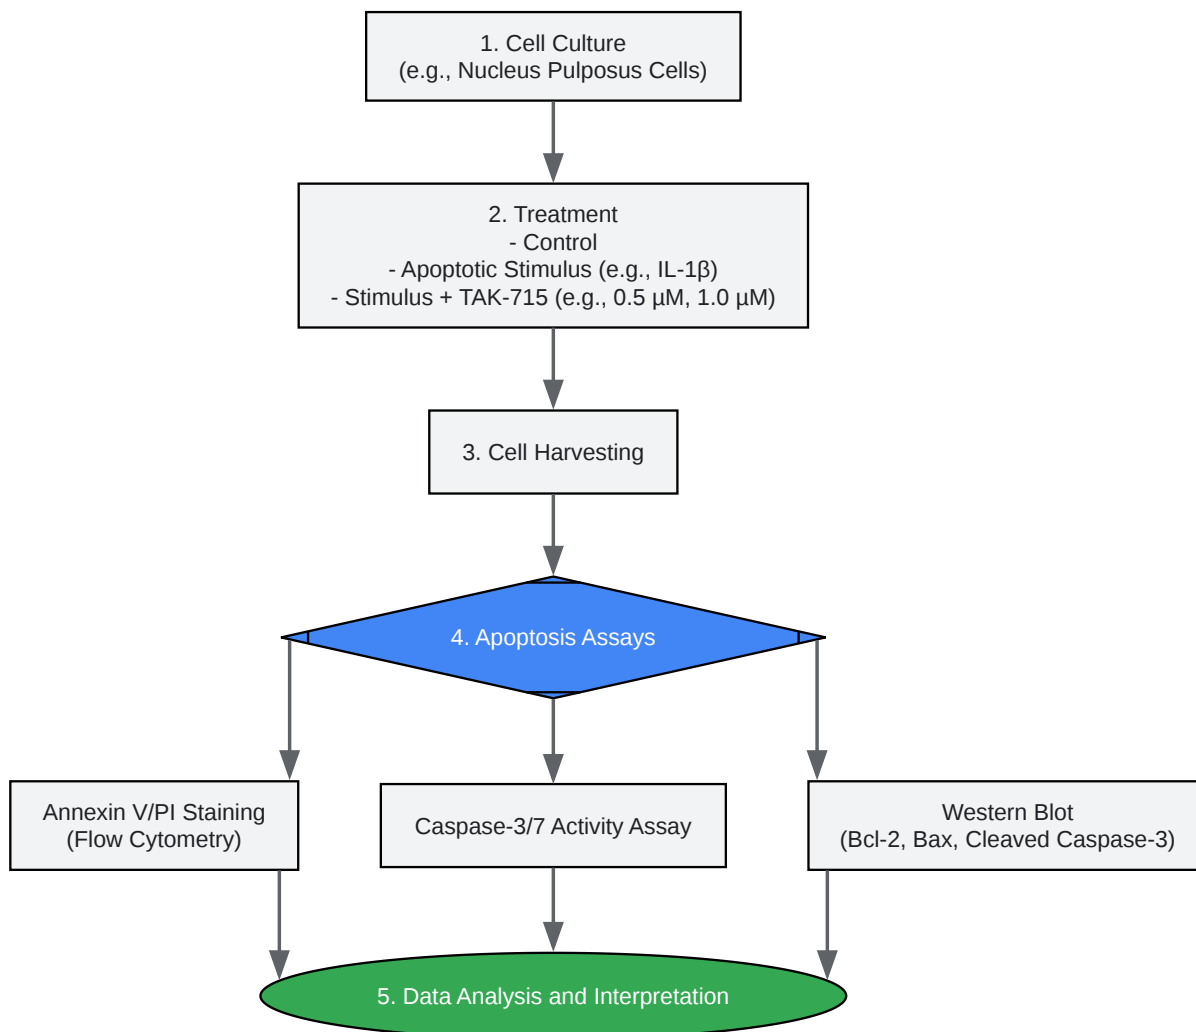 1. Cell Culture
(e.g., Nucleus Pulposus Cells)
2. Treatment
- Control
- Apoptotic Stimulus (e.g., IL-1β)
- Stimulus + TAK-715 (e.g., 0.5 µM, 1.0 µM)
3. Cell Harvesting
4. Apoptosis Assays
Annexin V/PI Staining
(Flow Cytometry)
Caspase-3/7 Activity Assay
Western Blot
(Bcl-2, Bax, Cleaved Caspase-3)
5. Data Analysis and Interpretation